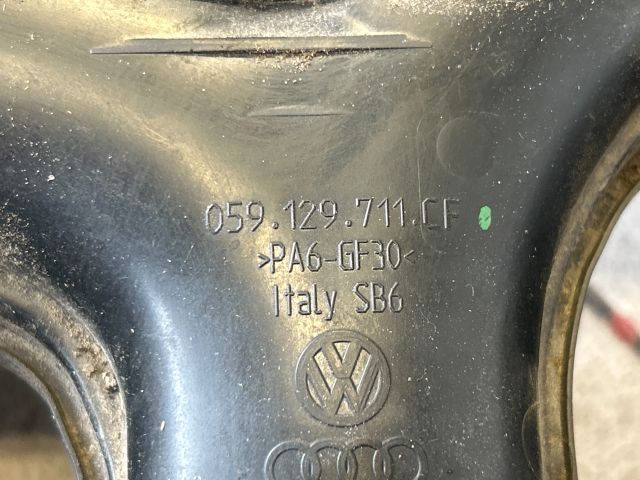 059.129.711.CF
>PA6-GF30<
Italy SB6